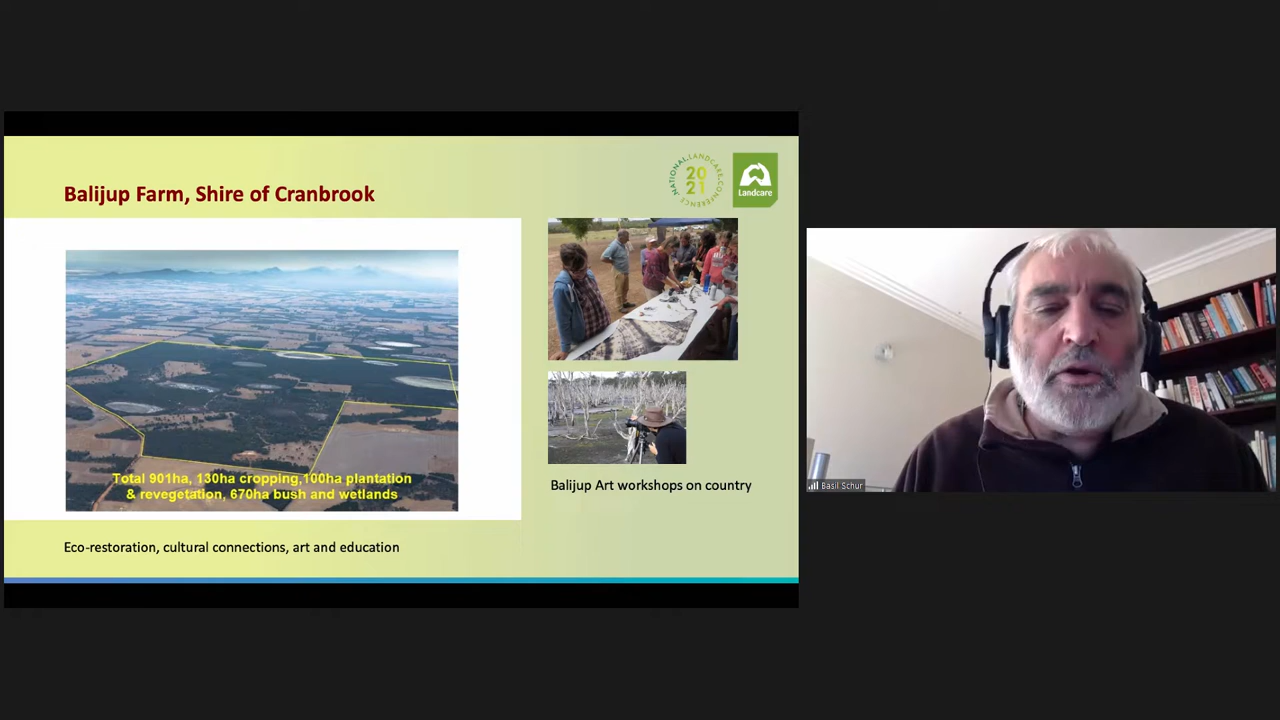 Balijup Farm, Shire of Cranbrook
NATIONAL LANDCARE CONFERENCE
20
21
Landcare
Total 901ha, 130ha cropping,100ha plantation
& revegetation, 670ha bush and wetlands
Balijup Art workshops on country
Eco-restoration, cultural connections, art and education
Basil Schur